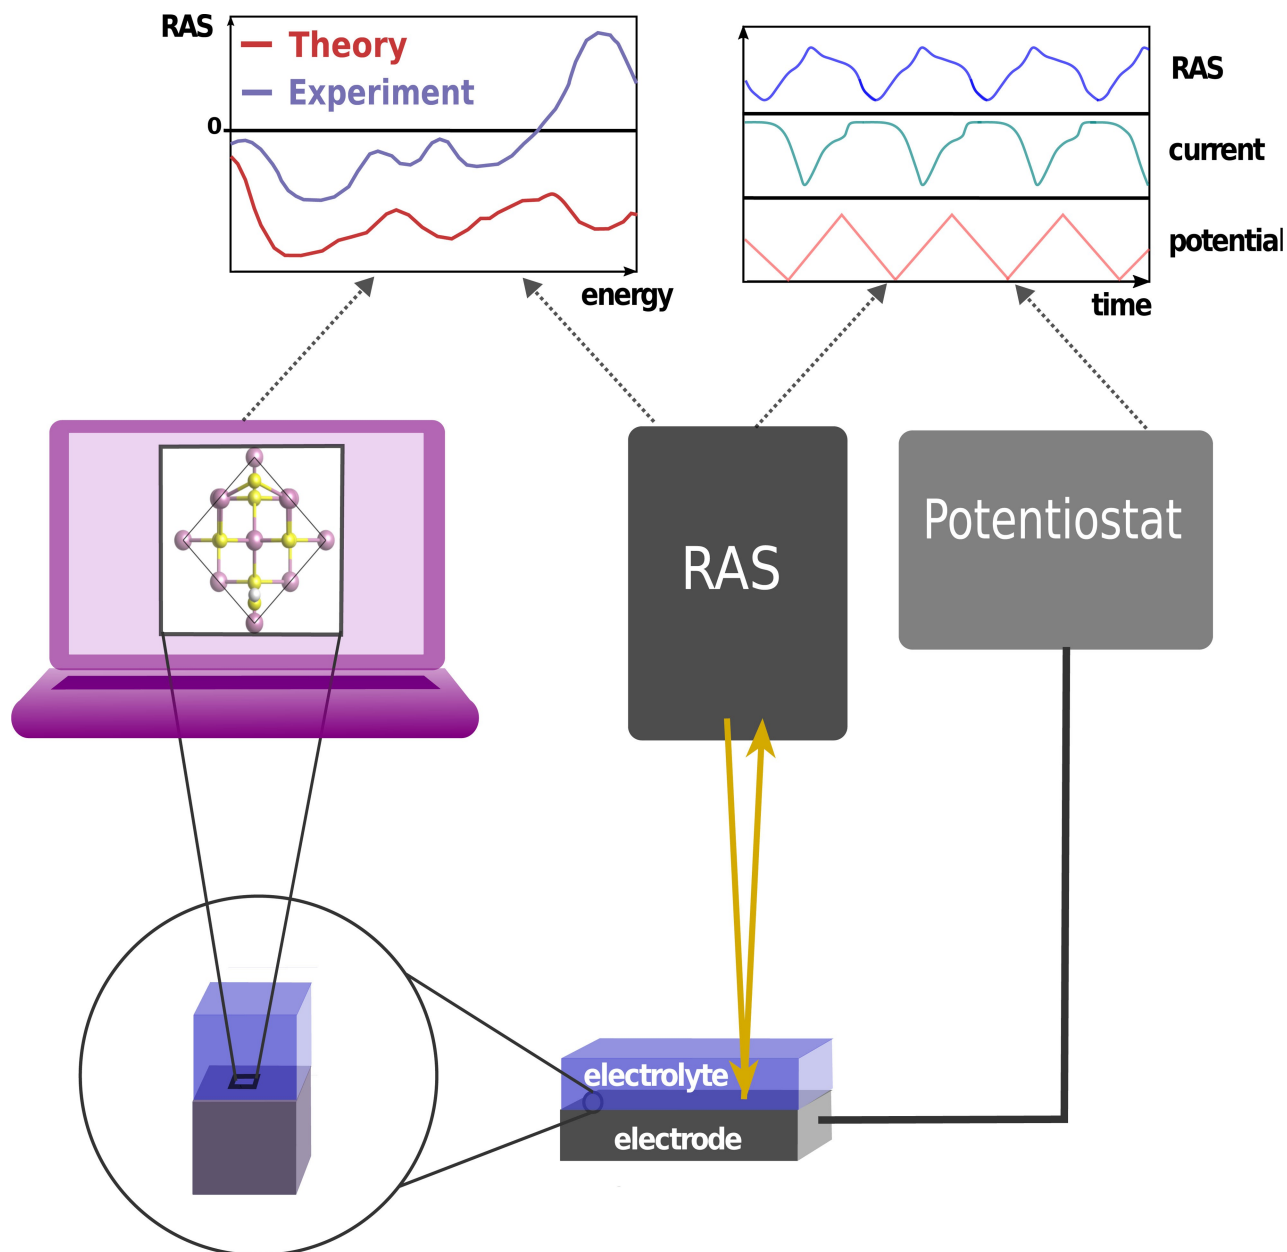 RAS
Theory
Experiment
0
energy
RAS
current
potential
time
RAS
Potentiostat
electrolyte
electrode